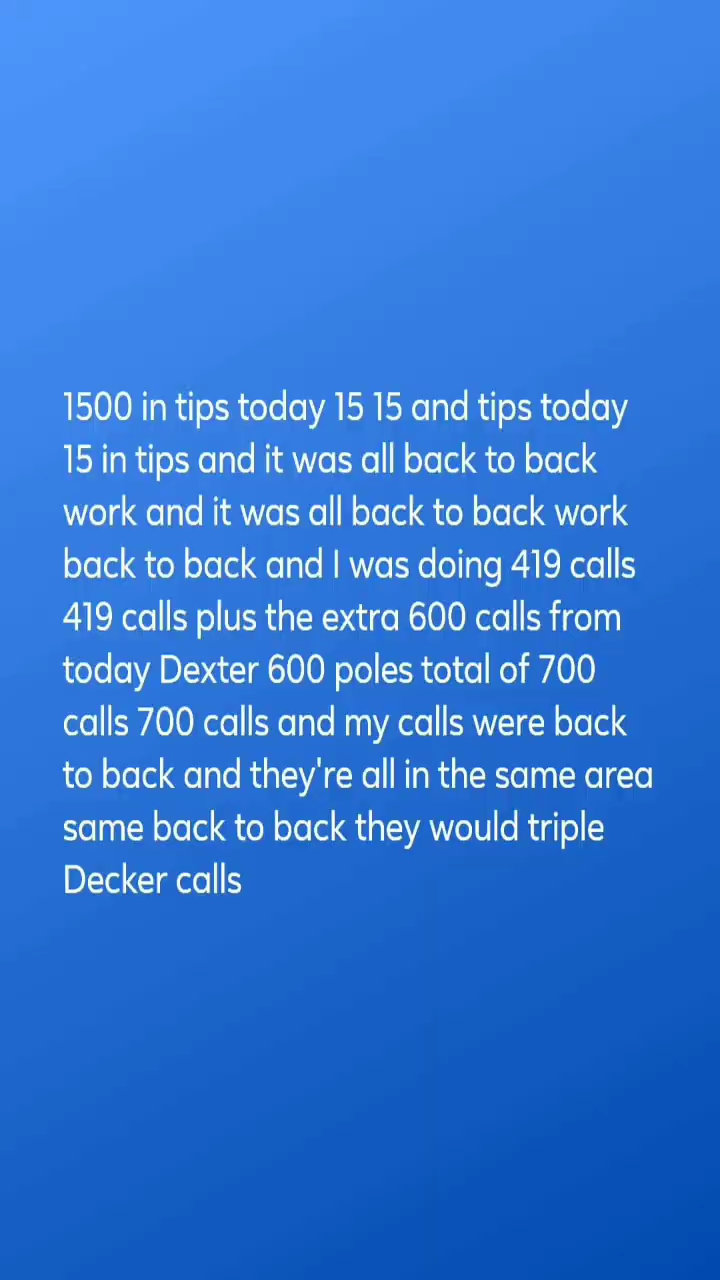 1500 in tips today 15 15 and tips today
15 in tips and it was all back to back
work and it was all back to back work
back to back and I was doing 419 calls
419 calls plus the extra 600 calls from
today Dexter 600 poles total of 700
calls 700 calls and my calls were back
to back and they're all in the same area
same back to back they would triple
Decker calls